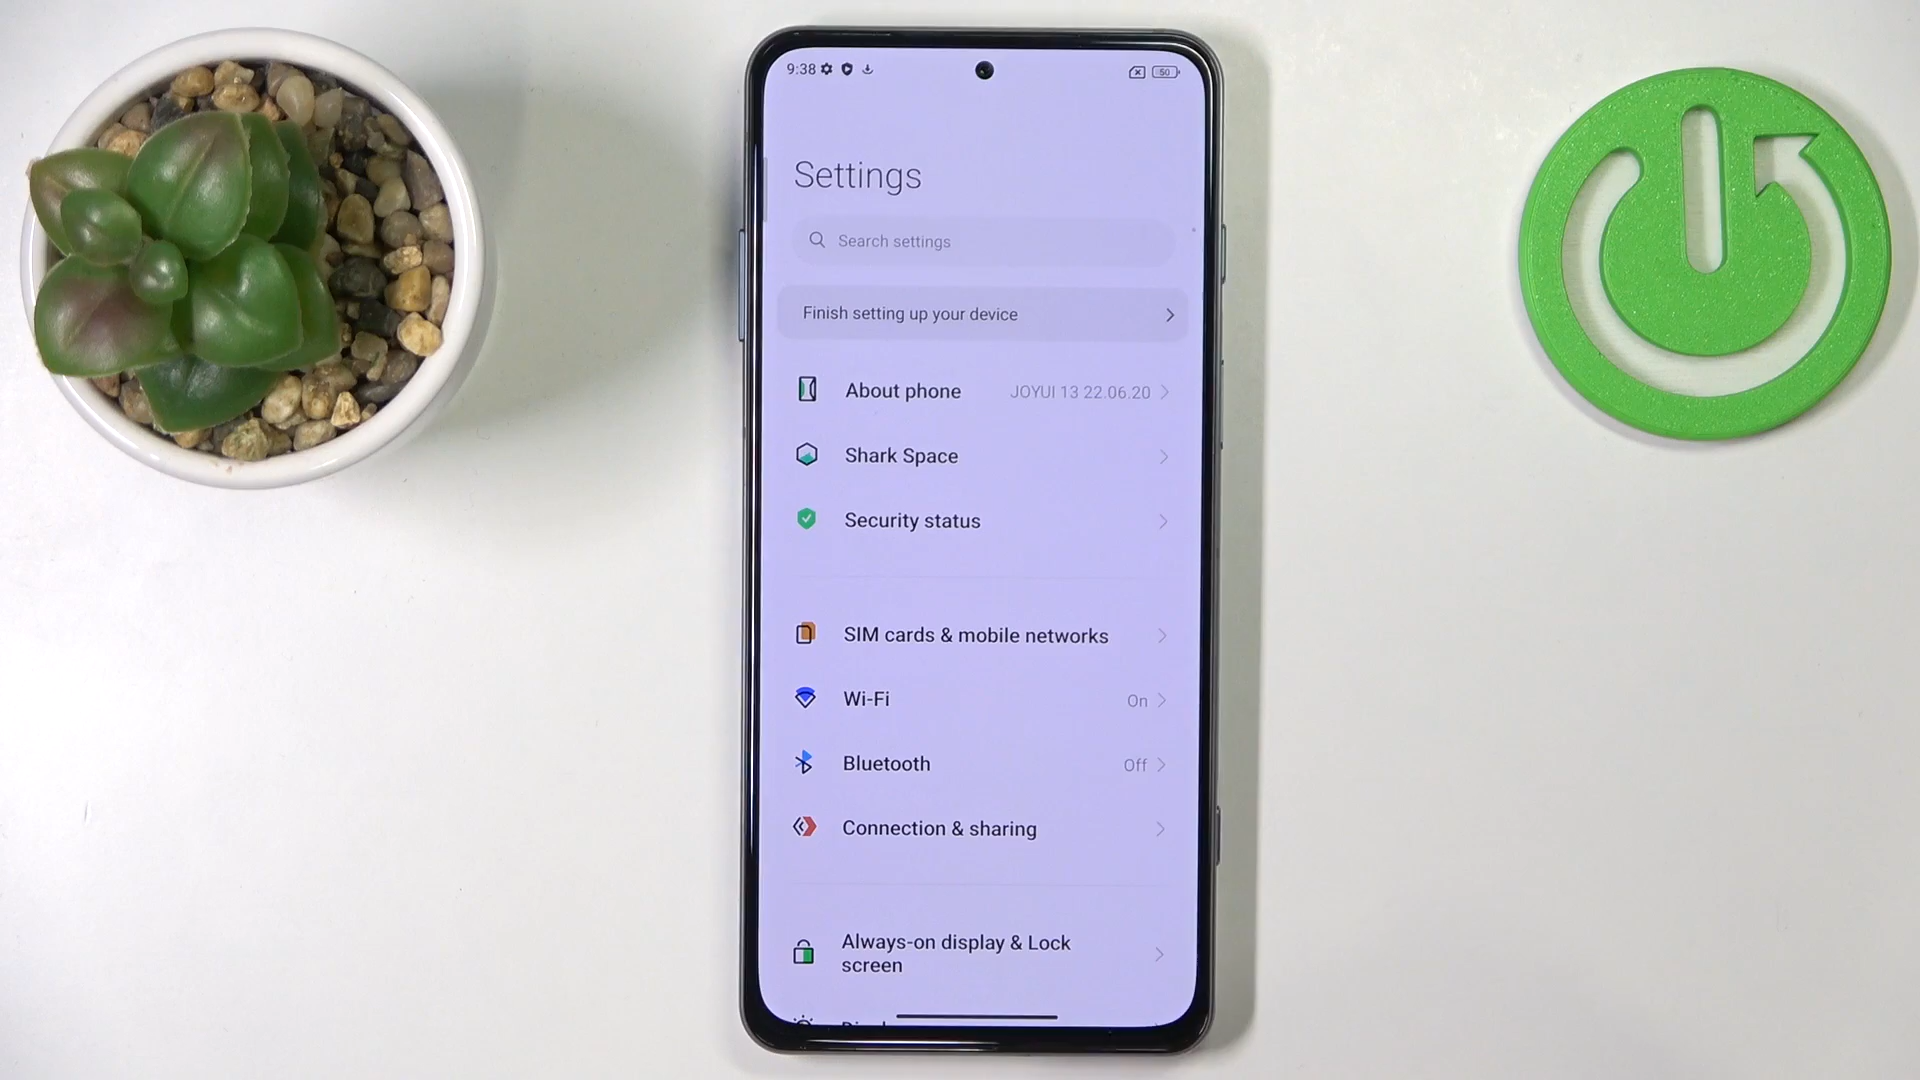 9:38
50
Settings
Search settings
Finish setting up your device
About phone JOYUI 13 22.06.20
Shark Space
Security status
SIM cards & mobile networks
Wi-Fi On
Bluetooth Off
Connection & sharing
Always-on display & Lock
screen